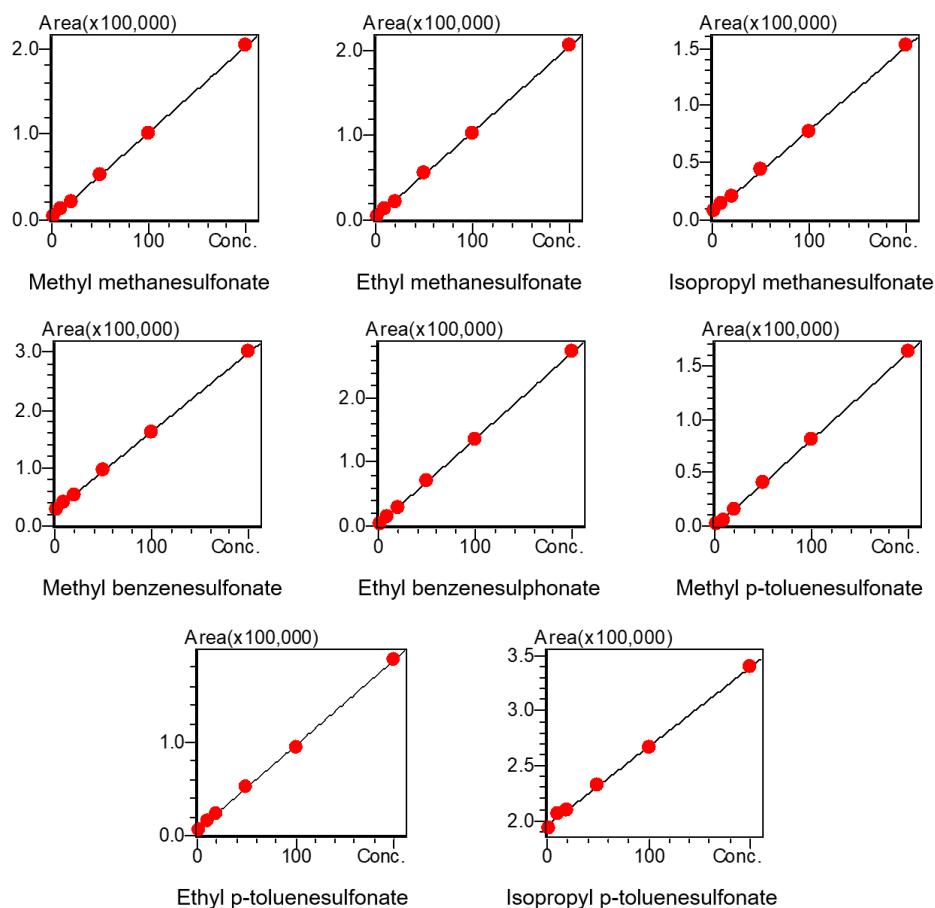 Area(x100,000) Area(x100,000) Area(x100,000)
2.0 2.0 1.5
1.0 1.0 1.0
0.5
0.0 0.0 0.0
0 100 Conc. 0 100 Conc. 0 100 Conc.
Methyl methanesulfonate Ethyl methanesulfonate Isopropyl methanesulfonate
Area(x100,000) Area(x100,000) Area(x100,000)
3.0 2.0 1.5
2.0 1.0 1.0
1.0 0.5
0.0 0.0 0.0
0 100 Conc. 0 100 Conc. 0 100 Conc.
Methyl benzenesulfonate Ethyl benzenesulphonate Methyl p-toluenesulfonate
Area(x100,000) Area(x100,000)
3.5
3.0
1.0 2.5
2.0
0.0
0 100 Conc. 0 100 Conc.
Ethyl p-toluenesulfonate Isopropyl p-toluenesulfonate